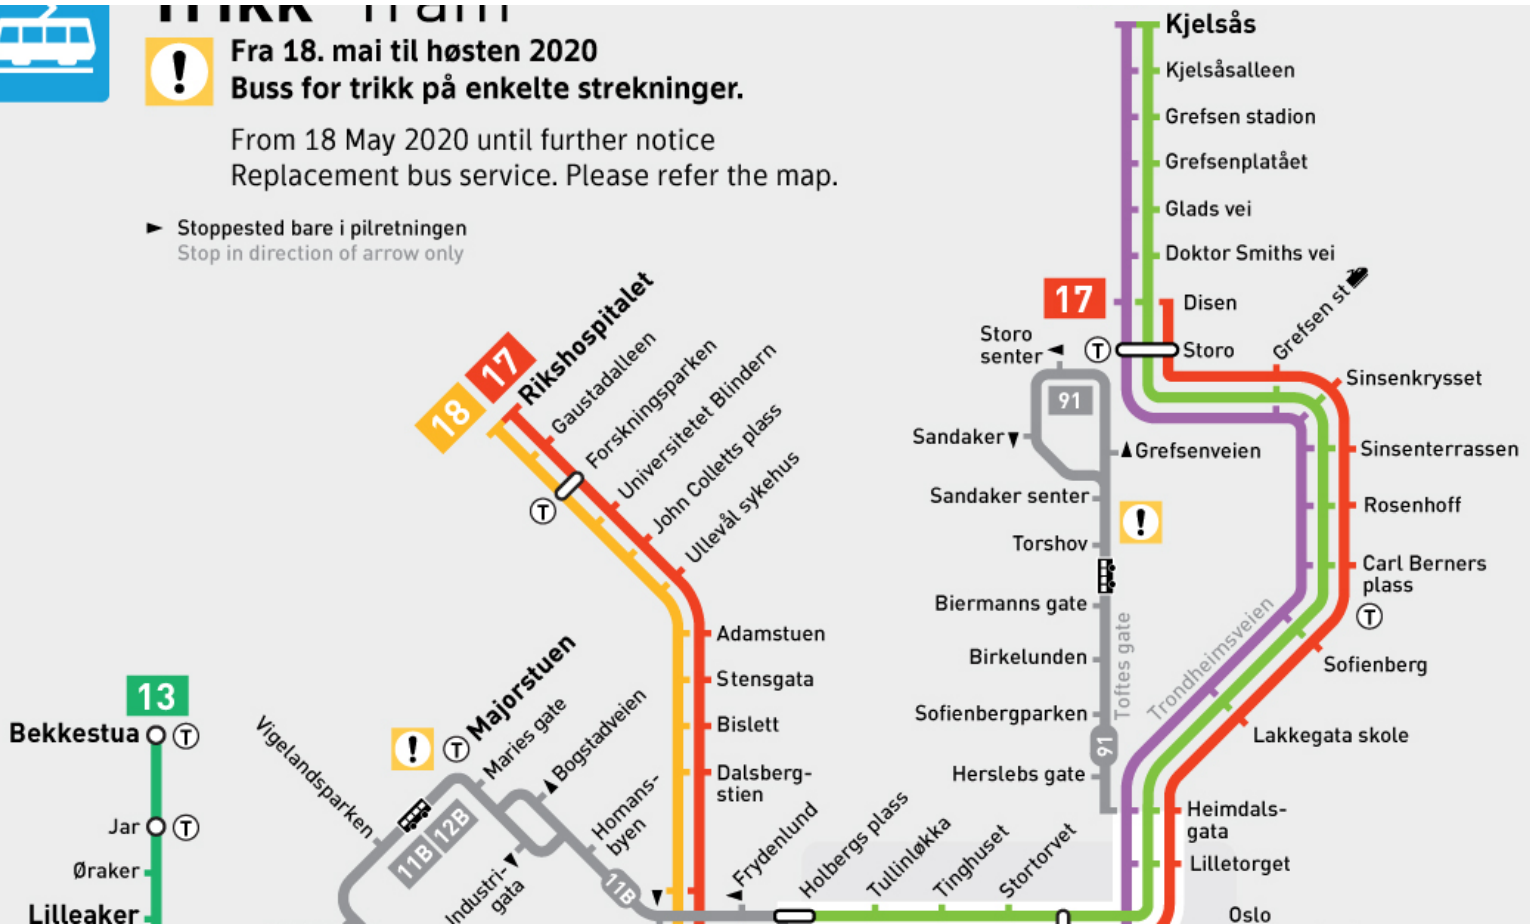 Trikk Tram
!
Fra 18. mai til høsten 2020
Buss for trikk på enkelte strekninger.
From 18 May 2020 until further notice
Replacement bus service. Please refer the map.
► Stoppested bare i pilretningen
Stop in direction of arrow only
Kjelsås
Kjelsåsalleen
Grefsen stadion
Grefsenplatået
Glads vei
Doktor Smiths vei
17
Disen
Grefsen st
Storo
senter ◄
T
Storo
Sinsenkrysset
91
Sandaker ▼
▲ Grefsenveien
Sinsenterrassen
Sandaker senter
Rosenhoff
!
Torshov
Carl Berners
plass
T
Biermanns gate
Toftes gate
Trondheimsveien
Birkelunden
Sofienberg
Sofienbergparken
Lakkegata skole
91
Herslebs gate
Heimdals-
gata
Lilletorget
Oslo
18
17
Rikshospitalet
Gaustadalleen
Forskningsparken
T
Universitetet Blindern
John Colletts plass
Ullevål sykehus
Adamstuen
Stensgata
Bislett
Dalsberg-
stien
13
Bekkestua
T
Jar
T
Øraker
Lilleaker
Vigelandsparken
!
T
Majorstuen
Maries gate
▲ Bogstadveien
Homans-
byen
11B
12B
Industri- ▼
gata
11B
▼
◄ Frydenlund
Holbergs plass
Tullinløkka
Tinghuset
Stortorvet